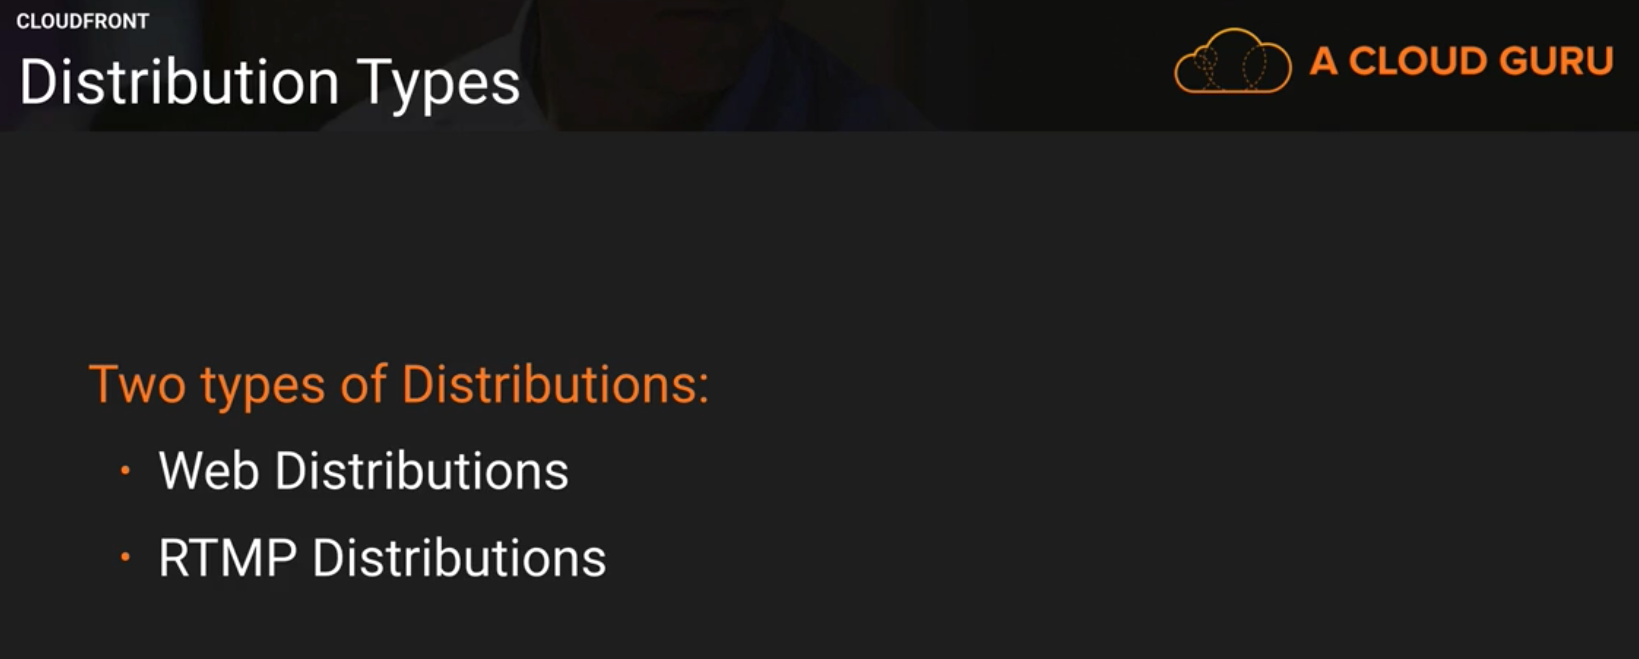 CLOUDFRONT
Distribution Types
A CLOUD GURU
Two types of Distributions:
• Web Distributions
• RTMP Distributions